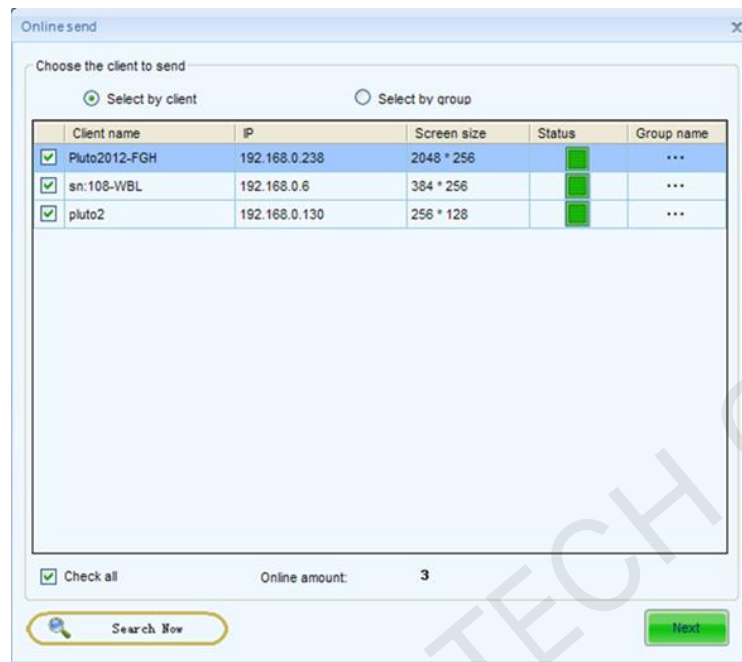 Online send
x
Choose the client to send
Select by client Select by group
Client name IP Screen size Status Group name
Pluto2012-FGH 192.168.0.238 2048 * 256 ...
sn:108-WBL 192.168.0.6 384 * 256 ...
pluto2 192.168.0.130 256 * 128 ...
Check all Online amount: 3
Search Now Next
TECH